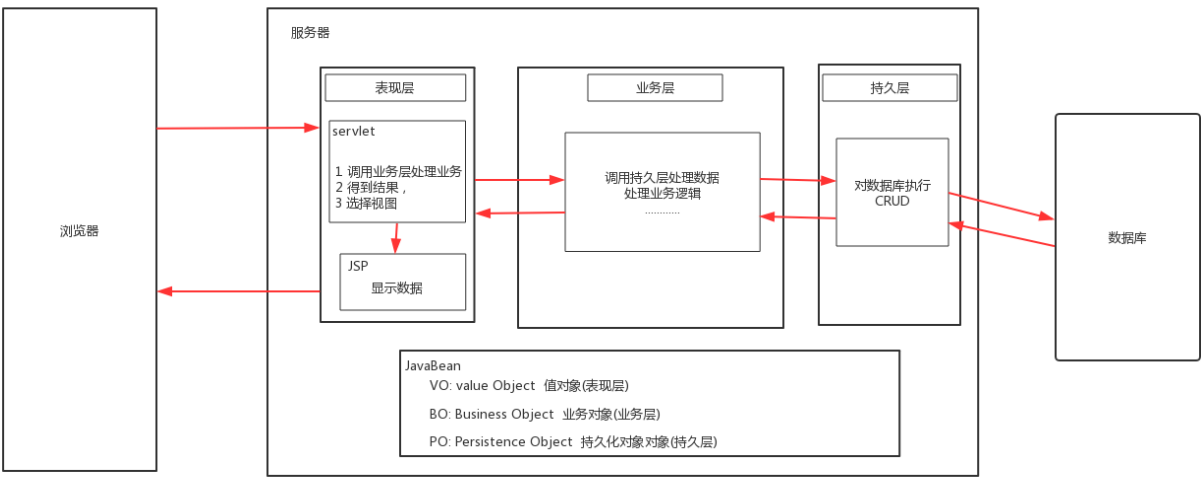 服务器
表现层
业务层
持久层
servlet
1 调用业务层处理业务
2 得到结果，
3 选择视图
调用持久层处理数据
处理业务逻辑
............
对数据库执行
CRUD
浏览器
数据库
JSP
显示数据
JavaBean
VO: value Object 值对象(表现层)
BO: Business Object 业务对象(业务层)
PO: Persistence Object 持久化对象对象(持久层)